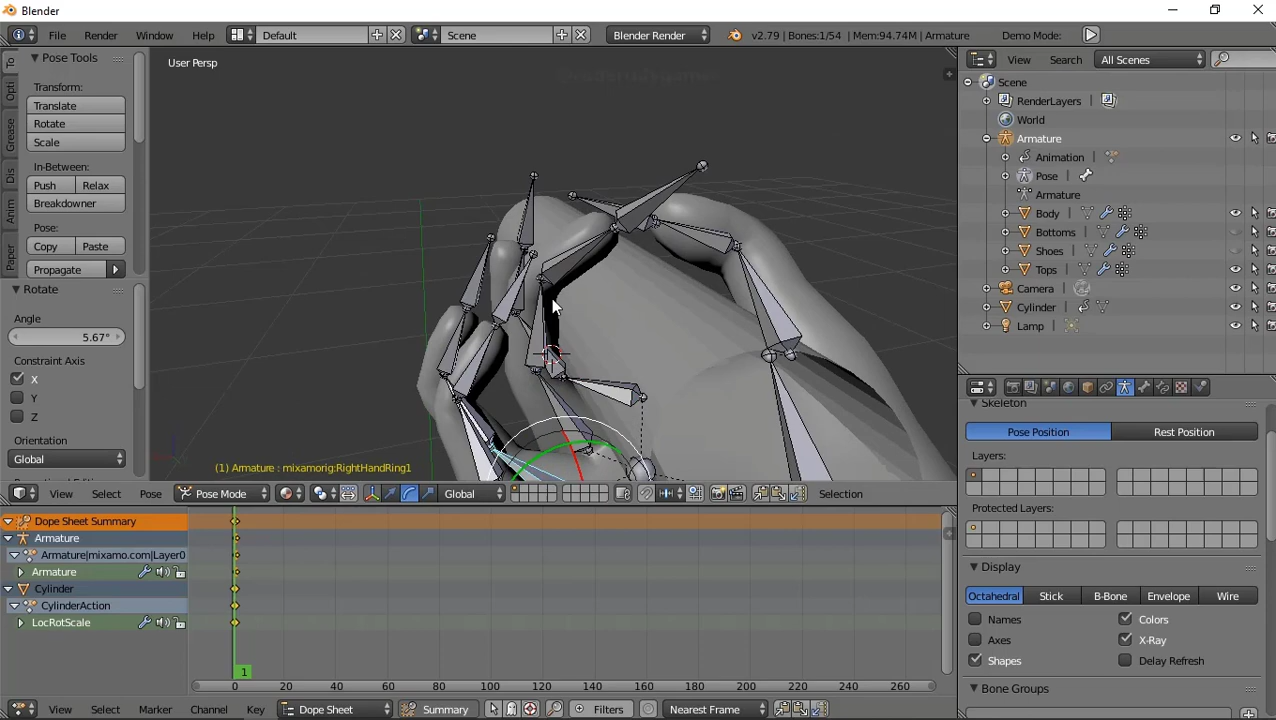 Blender
File Render Window Help Default Scene Blender Render v2.79 | Bones:1/54 | Mem:94.74M | Armature Demo Mode:
To
Opti
Grease
Dis
Anim
Paper
Pose Tools
Transform:
Translate
Rotate
Scale
In-Between:
Push Relax
Breakdowner
Pose:
Copy Paste
Propagate
Rotate
Angle
5.67°
Constraint Axis
X
Y
Z
Orientation
Global
User Persp
(1) Armature : mixamorig:RightHandRing1
View Select Pose Pose Mode Global Selection
View Search All Scenes
Scene
RenderLayers
World
Armature
Animation
Pose
Armature
Body
Bottoms
Shoes
Tops
Camera
Cylinder
Lamp
Skeleton
Pose Position Rest Position
Layers:
Protected Layers:
Display
Octahedral Stick B-Bone Envelope Wire
Names Colors
Axes X-Ray
Shapes Delay Refresh
Bone Groups
Dope Sheet Summary
Armature
Armature|mixamo.com|Layer0
Armature
Cylinder
CylinderAction
LocRotScale
1
0 20 40 60 80 100 120 140 160 180 200 220 240 260
View Select Marker Channel Key Dope Sheet Summary Filters Nearest Frame